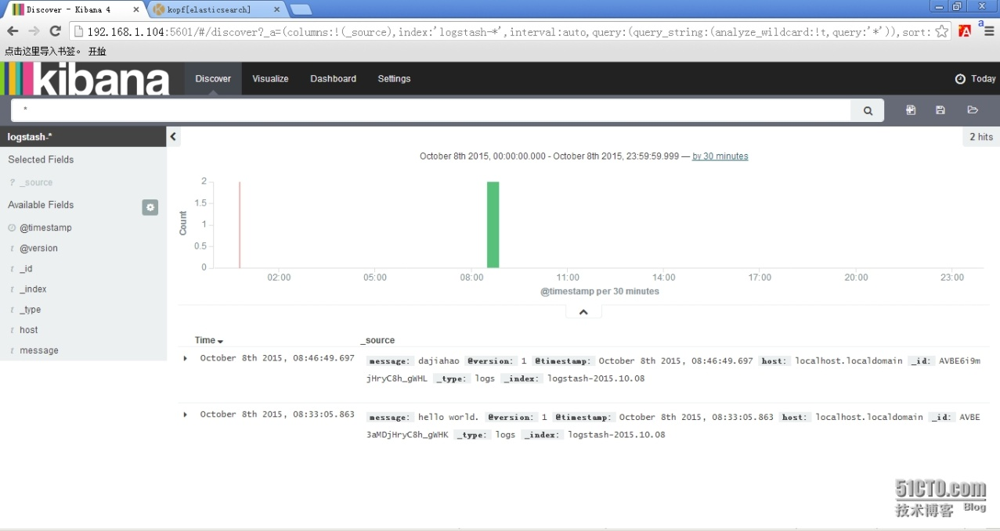 Discover - Kibana 4
kopf[elasticsearch]
192.168.1.104:5601/#/discover?_a=(columns:!(_source),index:'logstash-*',interval:auto,query:(query_string:(analyze_wildcard:!t,query:'*')),sort:
点击这里导入书签。 开始
kibana
Discover
Visualize
Dashboard
Settings
Today
*
logstash-*
2 hits
Selected Fields
? _source
Available Fields
@timestamp
t @version
t _id
t _index
t _type
t host
t message
October 8th 2015, 00:00:00.000 - October 8th 2015, 23:59:59.999 — by 30 minutes
Count
2
1.5
1
0.5
0
02:00 05:00 08:00 11:00 14:00 17:00 20:00 23:00
@timestamp per 30 minutes
Time _source
October 8th 2015, 08:46:49.697 message: dajiahao @version: 1 @timestamp: October 8th 2015, 08:46:49.697 host: localhost.localdomain _id: AVBE6i9m
jHryC8h_gWHL _type: logs _index: logstash-2015.10.08
October 8th 2015, 08:33:05.863 message: hello world. @version: 1 @timestamp: October 8th 2015, 08:33:05.863 host: localhost.localdomain _id: AVBE
3aMDjHryC8h_gWHK _type: logs _index: logstash-2015.10.08
51CTO.com
技术博客 Blog